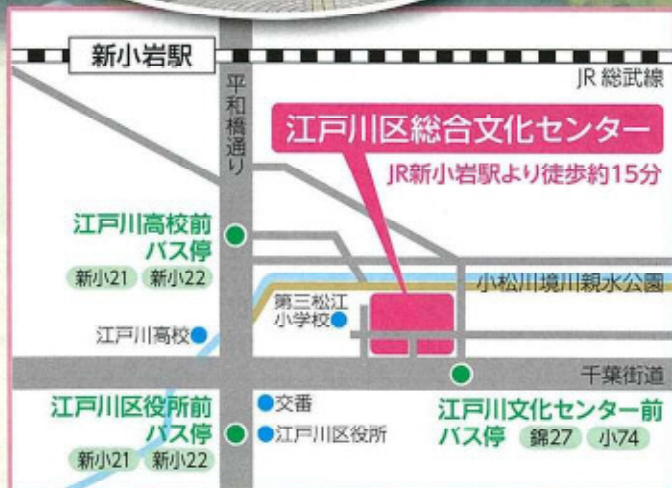 新小岩駅
JR 総武線
平和橋通り
江戸川区総合文化センター
JR新小岩駅より徒歩約15分
江戸川高校前
バス停
新小21 新小22
小松川境川親水公園
第三松江
小学校
江戸川高校
千葉街道
江戸川区役所前
バス停
新小21 新小22
交番
江戸川区役所
江戸川文化センター前
バス停 錦27 小74